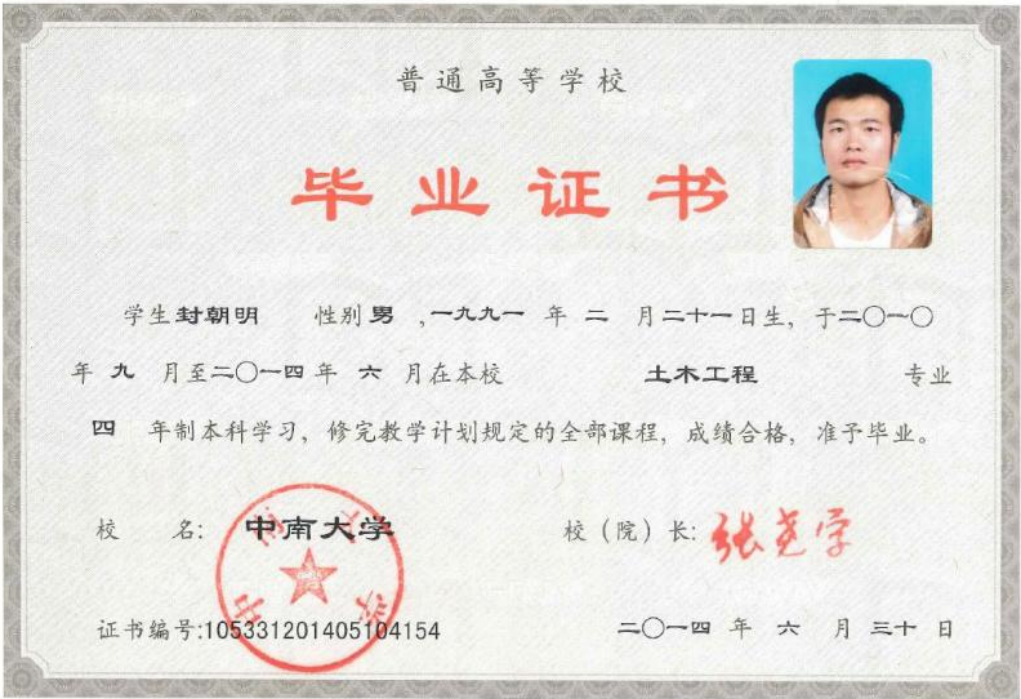 普通高等学校
毕业证书
学生封朝明 性别男 ,一九九一 年 二 月二十一日生, 于二〇一〇
年 九 月至二〇一四年 六 月在本校 土木工程 专业
四 年制本科学习, 修完教学计划规定的全部课程, 成绩合格, 准予毕业。
校 名: 中南大学 校(院)长: 张尧学
中南大学
证书编号:105331201405104154 二〇一四 年 六 月 三十 日